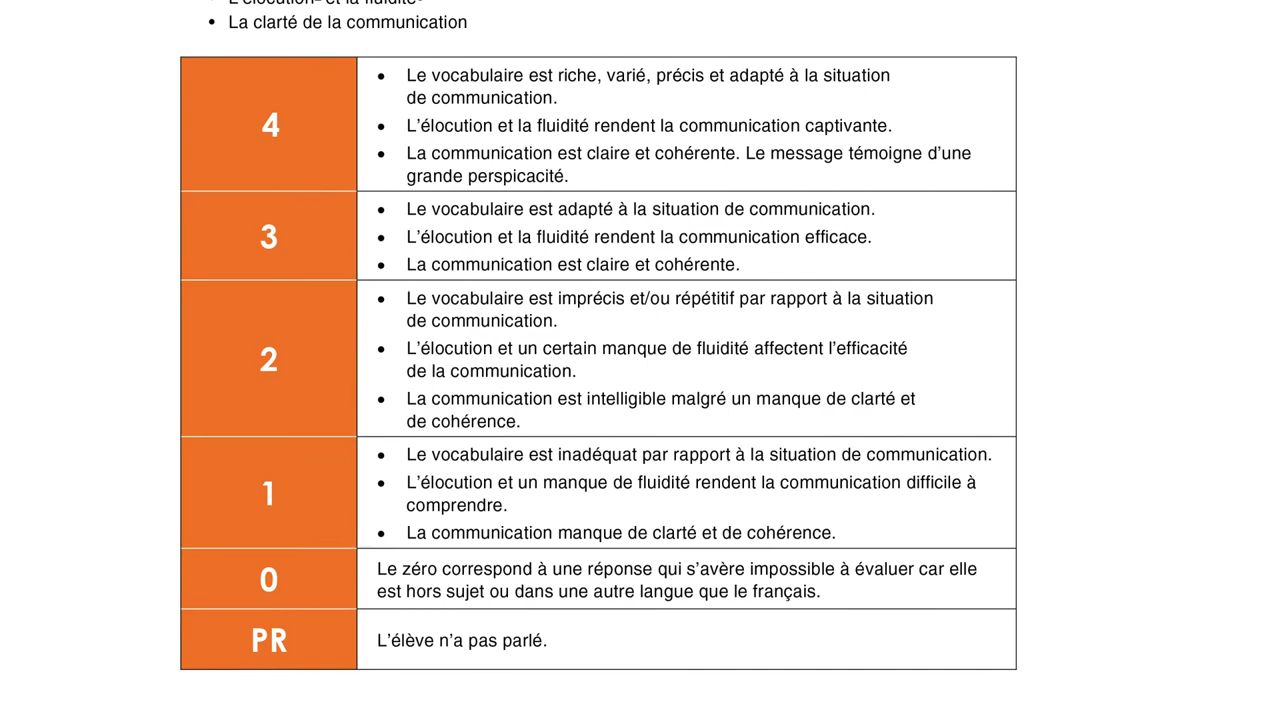 • L'élocution et la fluidité
• La clarté de la communication
4
• Le vocabulaire est riche, varié, précis et adapté à la situation
de communication.
• L’élocution et la fluidité rendent la communication captivante.
• La communication est claire et cohérente. Le message témoigne d’une
grande perspicacité.
3
• Le vocabulaire est adapté à la situation de communication.
• L’élocution et la fluidité rendent la communication efficace.
• La communication est claire et cohérente.
2
• Le vocabulaire est imprécis et/ou répétitif par rapport à la situation
de communication.
• L’élocution et un certain manque de fluidité affectent l’efficacité
de la communication.
• La communication est intelligible malgré un manque de clarté et
de cohérence.
1
• Le vocabulaire est inadéquat par rapport à la situation de communication.
• L’élocution et un manque de fluidité rendent la communication difficile à
comprendre.
• La communication manque de clarté et de cohérence.
0
Le zéro correspond à une réponse qui s’avère impossible à évaluer car elle
est hors sujet ou dans une autre langue que le français.
PR
L’élève n’a pas parlé.